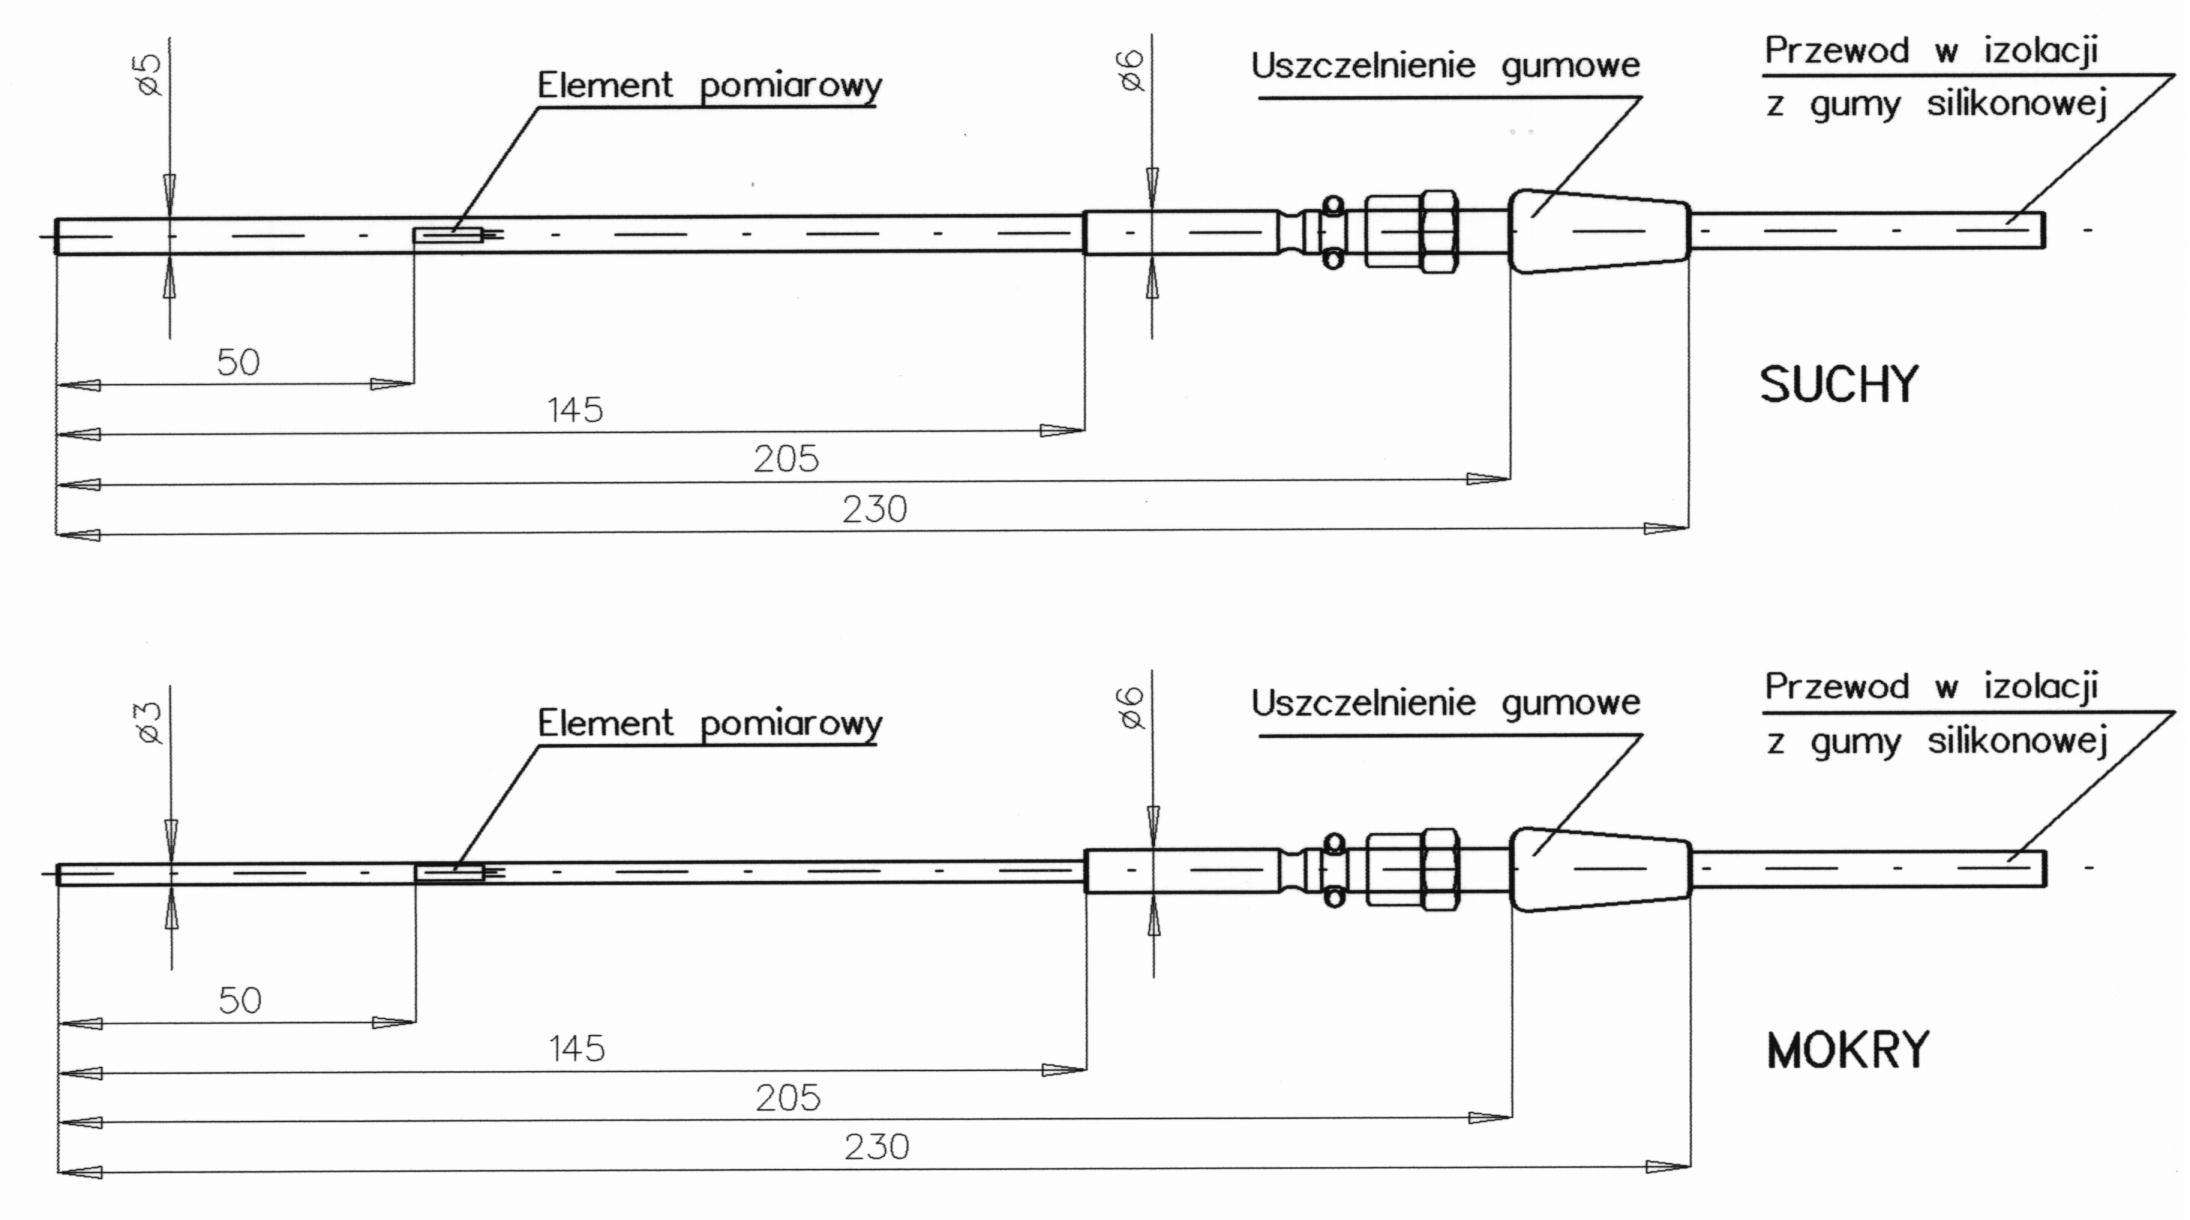 ø5
Element pomiarowy
ø6
Uszczelnienie gumowe
Przewod w izolacji
z gumy silikonowej
50
145
205
230
SUCHY
ø3
Element pomiarowy
ø6
Uszczelnienie gumowe
Przewod w izolacji
z gumy silikonowej
50
145
205
230
MOKRY